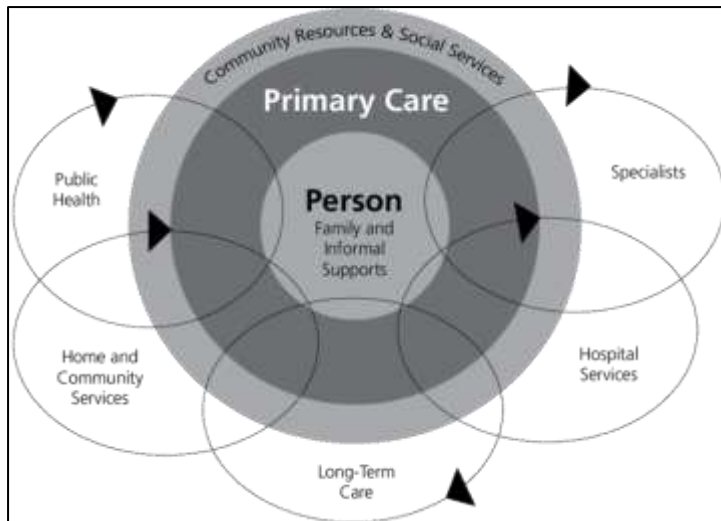 Community Resources & Social Services
Primary Care
Person
Family and
Informal
Supports
Public
Health
Specialists
Home and
Community
Services
Hospital
Services
Long-Term
Care